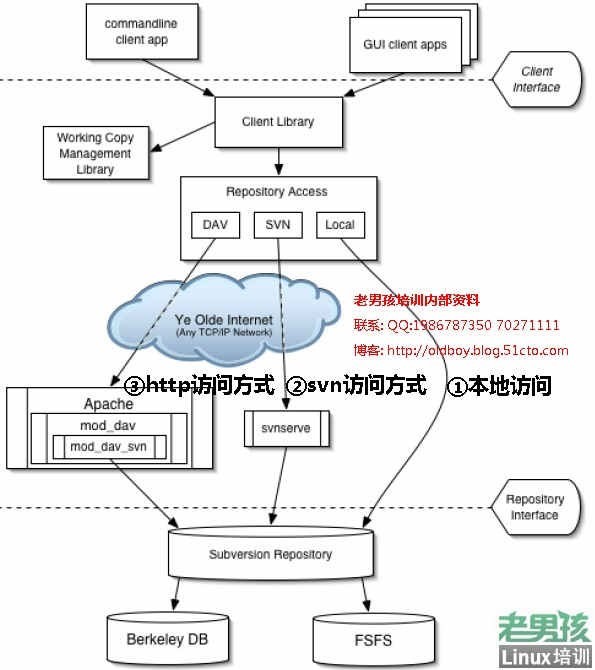 commandline
client app
GUI client apps
Client
Interface
Client Library
Working Copy
Management
Library
Repository Access
DAV
SVN
Local
Ye Olde Internet
(Any TCP/IP Network)
老男孩培训内部资料
联系: QQ:1986787350 70271111
博客: http://oldboy.blog.51cto.com
③http访问方式
②svn访问方式
①本地访问
Apache
mod_dav
mod_dav_svn
svnserve
Repository
Interface
Subversion Repository
Berkeley DB
FSFS
老男孩
Linux培训